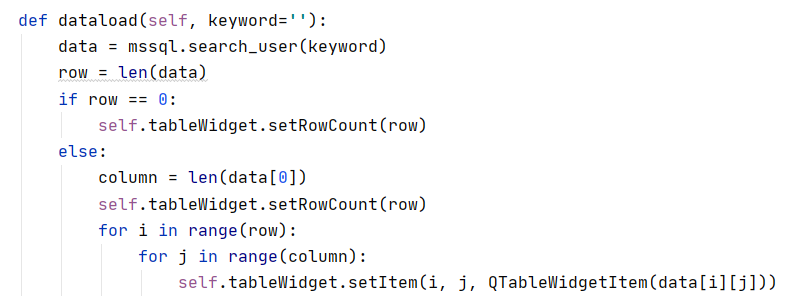 def dataload(self, keyword=''):
    data = mssql.search_user(keyword)
    row = len(data)
    if row == 0:
        self.tableWidget.setRowCount(row)
    else:
        column = len(data[0])
        self.tableWidget.setRowCount(row)
        for i in range(row):
            for j in range(column):
                self.tableWidget.setItem(i, j, QTableWidgetItem(data[i][j]))